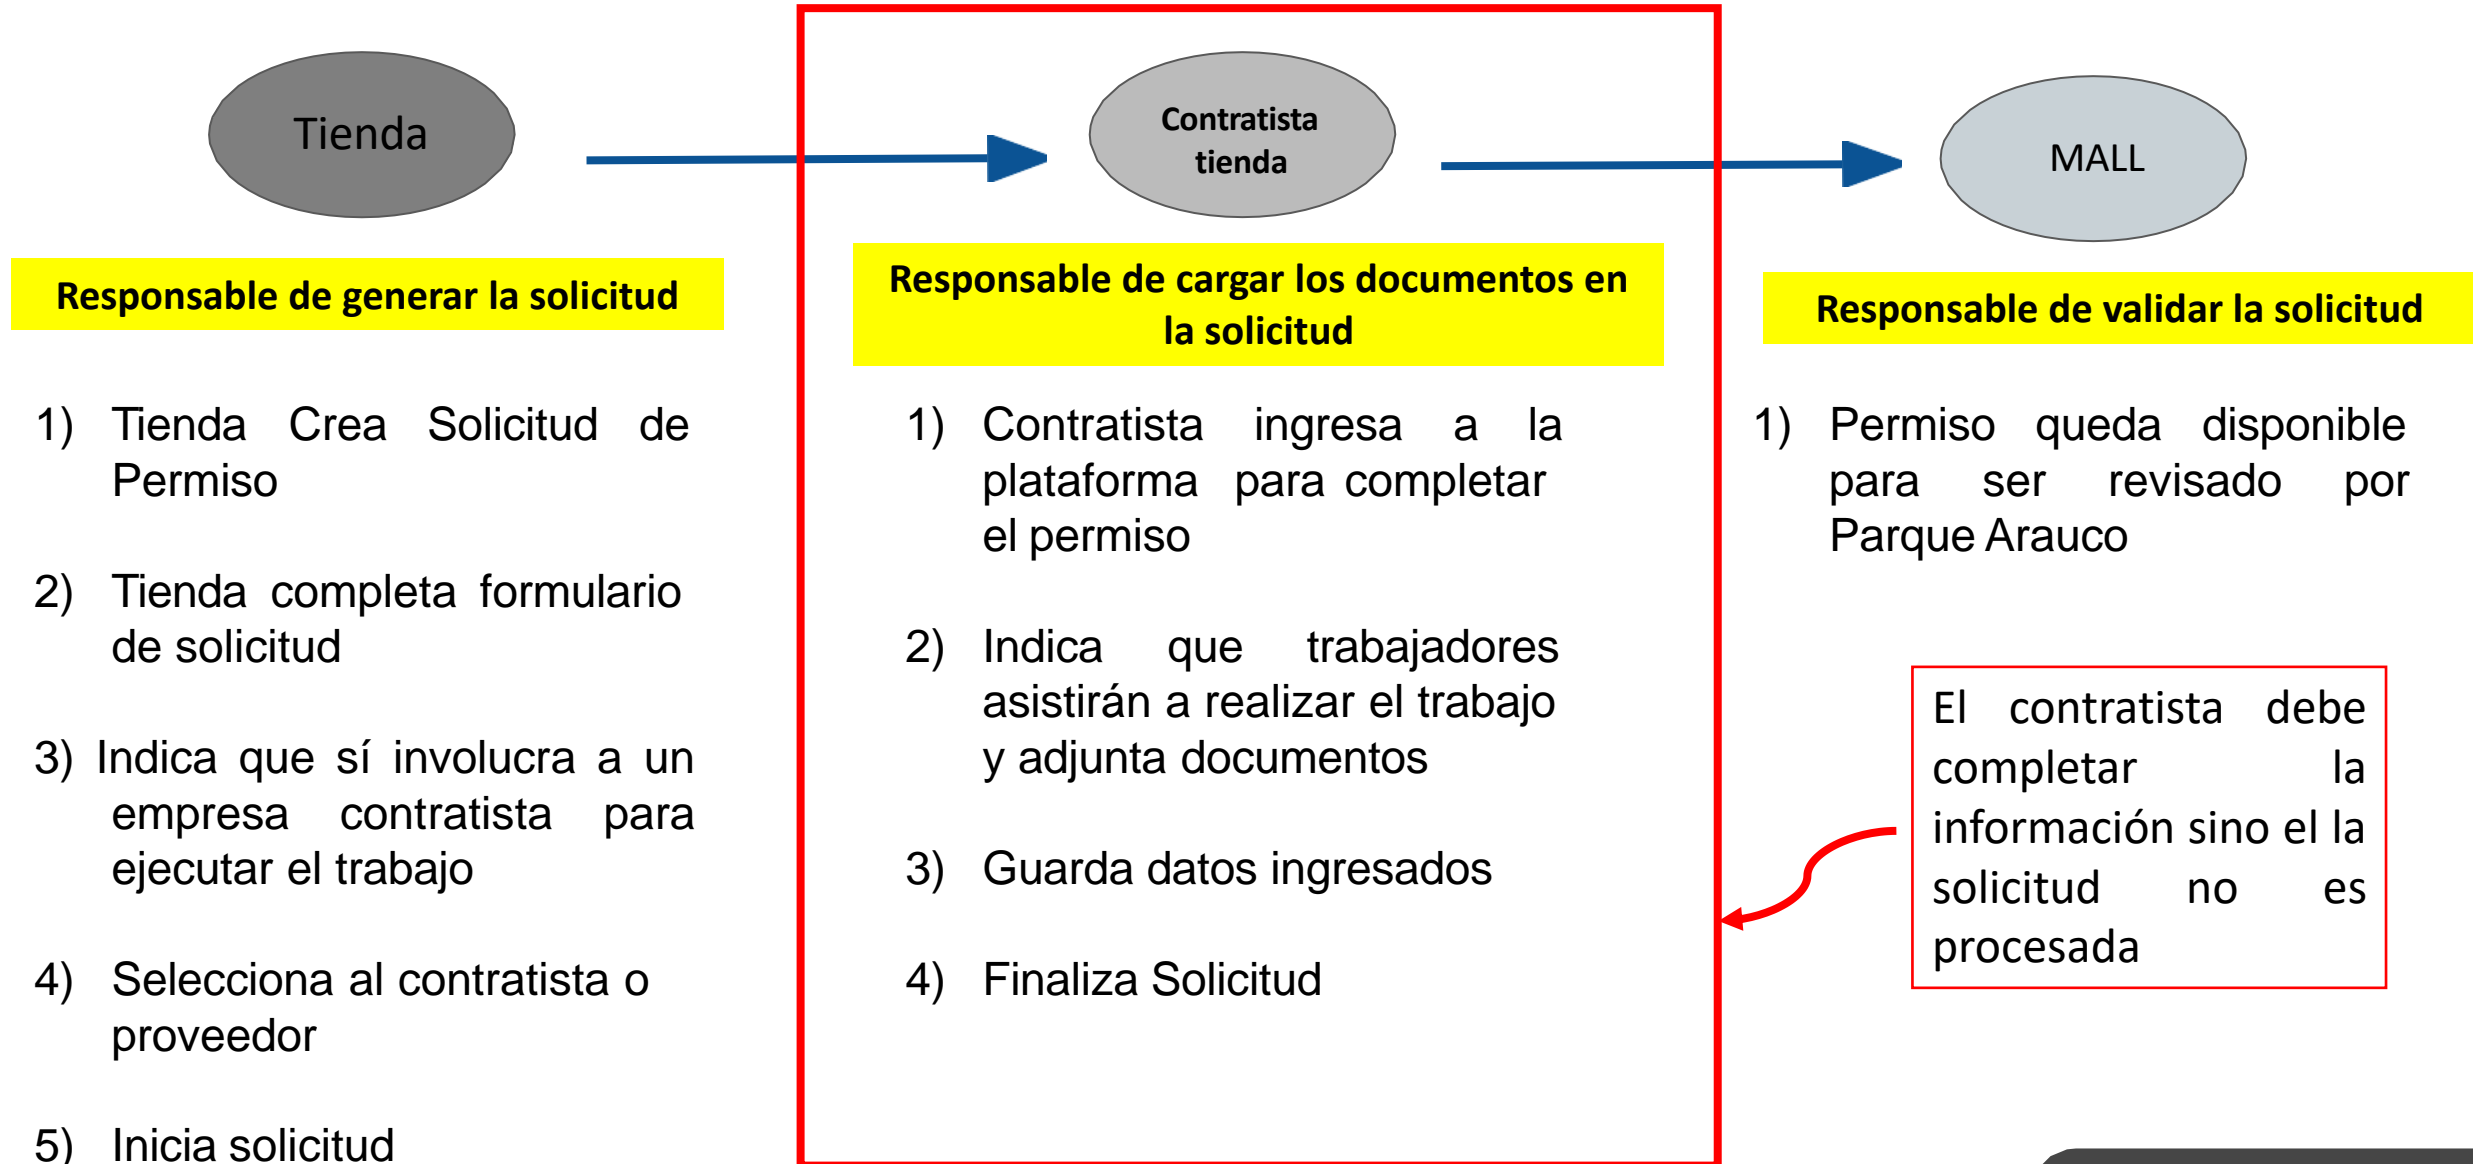 Tienda
Contratista
tienda
MALL
Responsable de generar la solicitud
Responsable de cargar los documentos en
la solicitud
Responsable de validar la solicitud
1) Tienda Crea Solicitud de
Permiso
2) Tienda completa formulario
de solicitud
3) Indica que sí involucra a un
empresa contratista para
ejecutar el trabajo
4) Selecciona al contratista o
proveedor
5) Inicia solicitud
1) Contratista ingresa a la
plataforma para completar
el permiso
2) Indica que trabajadores
asistirán a realizar el trabajo
y adjunta documentos
3) Guarda datos ingresados
4) Finaliza Solicitud
1) Permiso queda disponible
para ser revisado por
Parque Arauco
El contratista debe
completar la
información sino el la
solicitud no es
procesada